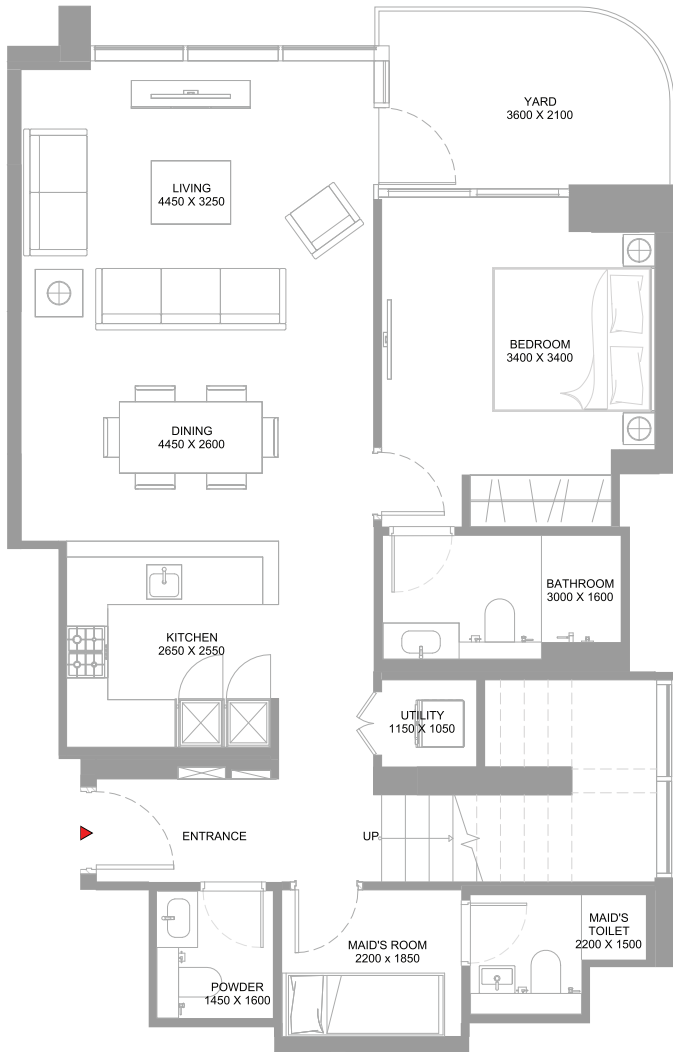 YARD
3600 X 2100
LIVING
4450 X 3250
BEDROOM
3400 X 3400
DINING
4450 X 2600
BATHROOM
3000 X 1600
KITCHEN
2650 X 2550
UTILITY
1150 X 1050
ENTRANCE
UP
MAID'S ROOM
2200 x 1850
MAID'S
TOILET
2200 X 1500
POWDER
1450 X 1600